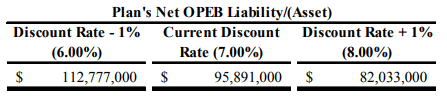 Plan's Net OPEB Liability/(Asset)
Discount Rate - 1% Current Discount Discount Rate + 1%
(6.00%) Rate (7.00%) (8.00%)
$ 112,777,000 $ 95,891,000 $ 82,033,000